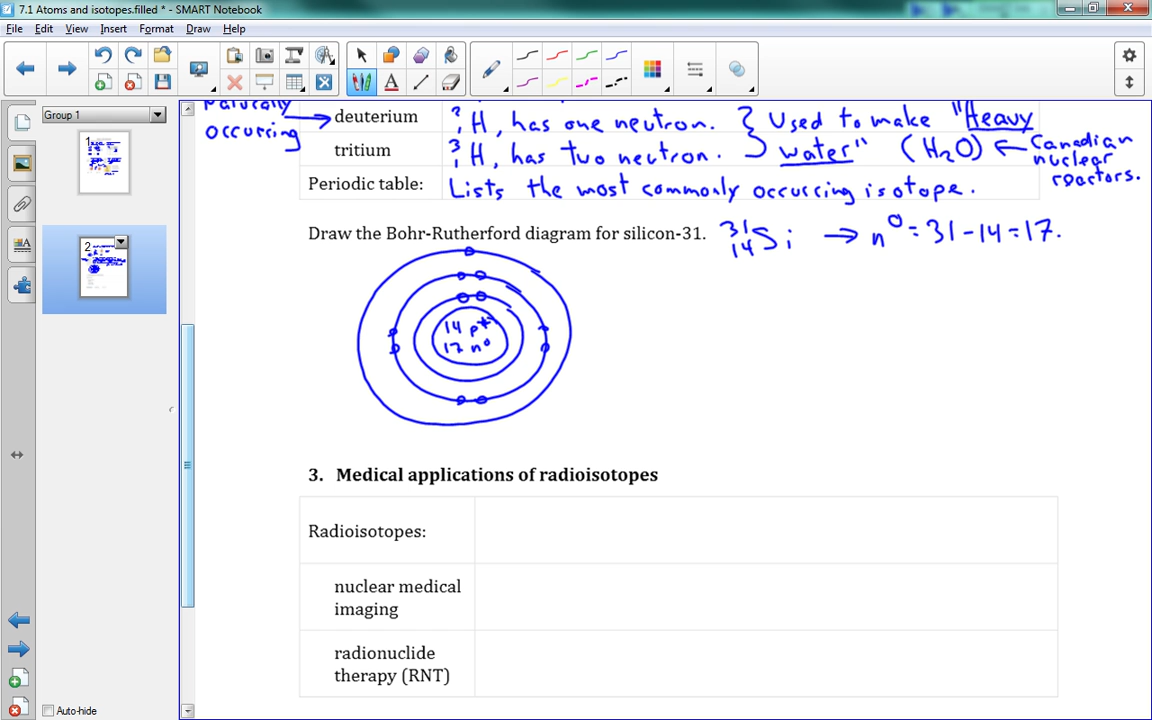 7.1 Atoms and isotopes.filled * - SMART Notebook
File Edit View Insert Format Draw Help
Group 1
1
2
Naturally
occurring
deuterium
²₁H, has one neutron. } Used to make "Heavy
tritium
³₁H, has two neutron. } water" (H₂O) ← Canadian
nuclear
reactors.
Periodic table:
Lists the most commonly occurring isotope.
Draw the Bohr-Rutherford diagram for silicon-31.
³¹₁₄Si → n⁰ = 31 - 14 = 17.
14 p⁺
17 n⁰
3. Medical applications of radioisotopes
Radioisotopes:
nuclear medical
imaging
radionuclide
therapy (RNT)
Auto-hide